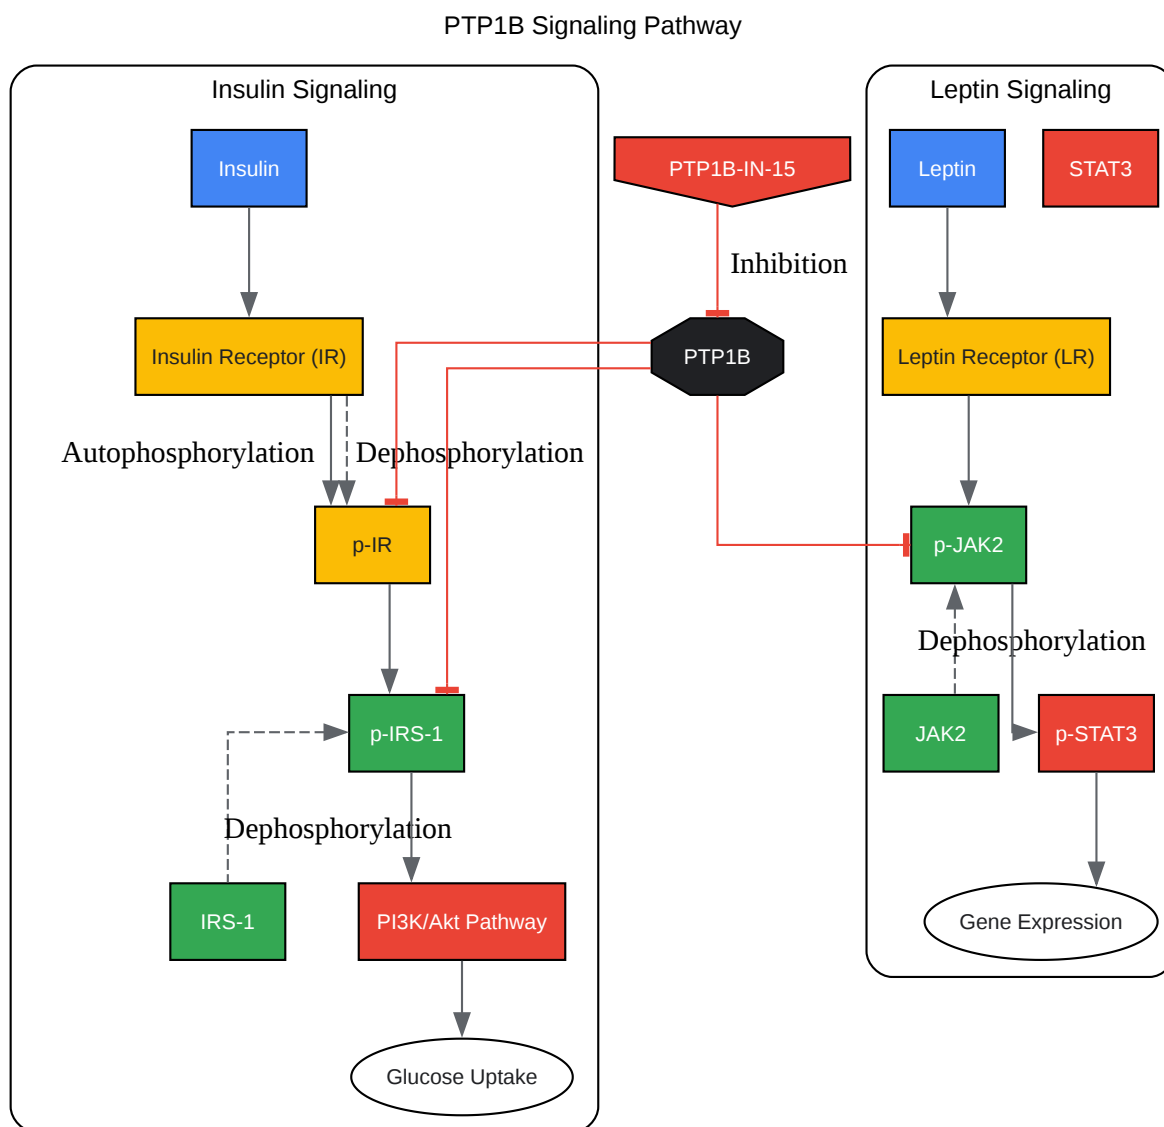 PTP1B Signaling Pathway
Insulin Signaling
Leptin Signaling
Insulin
PTP1B-IN-15
Leptin
STAT3
Inhibition
Insulin Receptor (IR)
PTP1B
Leptin Receptor (LR)
Autophosphorylation
Dephosphorylation
p-IR
p-JAK2
Dephosphorylation
p-IRS-1
JAK2
p-STAT3
Dephosphorylation
IRS-1
PI3K/Akt Pathway
Gene Expression
Glucose Uptake